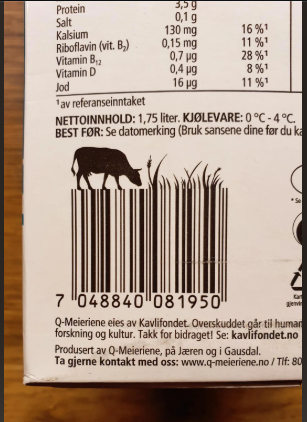 Protein 3,5 g
Salt 0,1 g
Kalsium 130 mg 16 %¹
Riboflavin (vit. B₂) 0,15 mg 11 %¹
Vitamin B₁₂ 0,7 µg 28 %¹
Vitamin D 0,4 µg 8 %¹
Jod 16 µg 11 %¹
¹av referanseinntaket
NETTOINNHOLD: 1,75 liter. KJØLEVARE: 0 °C - 4 °C.
BEST FØR: Se datomerking (Bruk sansene dine før du ka
* Se
7 048840 081950
Q-Meieriene eies av Kavlifondet. Overskuddet går til human
forskning og kultur. Takk for bidraget! Se: kavlifondet.no
Produsert av Q-Meieriene, på Jæren og i Gausdal.
Ta gjerne kontakt med oss: www.q-meieriene.no / Tlf: 80